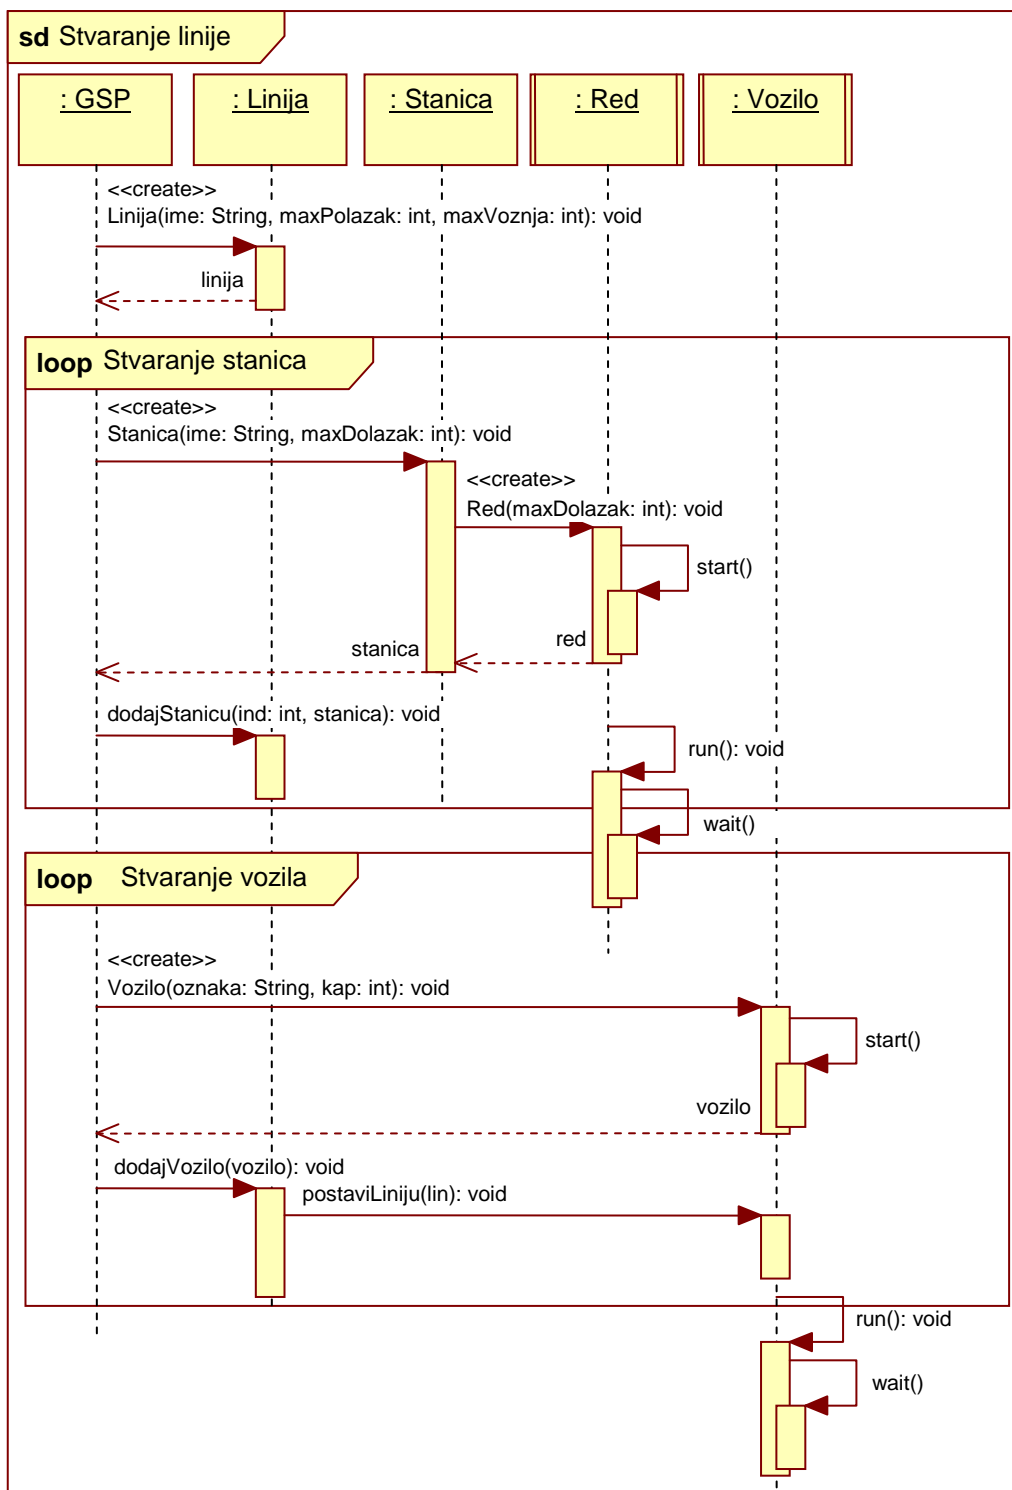 sd Stvaranje linije
: GSP
: Linija
: Stanica
: Red
: Vozilo
<<create>>
Linija(ime: String, maxPolazak: int, maxVoznja: int): void
linija
loop Stvaranje stanica
<<create>>
Stanica(ime: String, maxDolazak: int): void
<<create>>
Red(maxDolazak: int): void
start()
red
stanica
dodajStanicu(ind: int, stanica): void
run(): void
wait()
loop Stvaranje vozila
<<create>>
Vozilo(oznaka: String, kap: int): void
start()
vozilo
dodajVozilo(vozilo): void
postaviLiniju(lin): void
run(): void
wait()